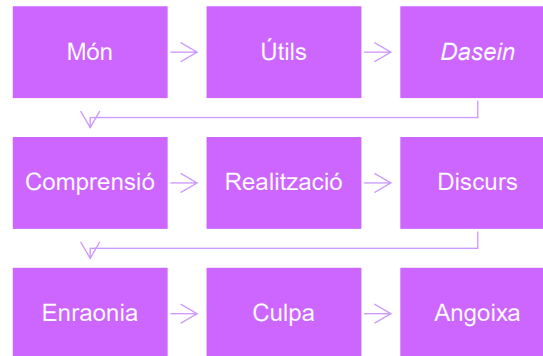 Món
Útils
Dasein
Comprensió
Realització
Discurs
Enraonia
Culpa
Angoixa